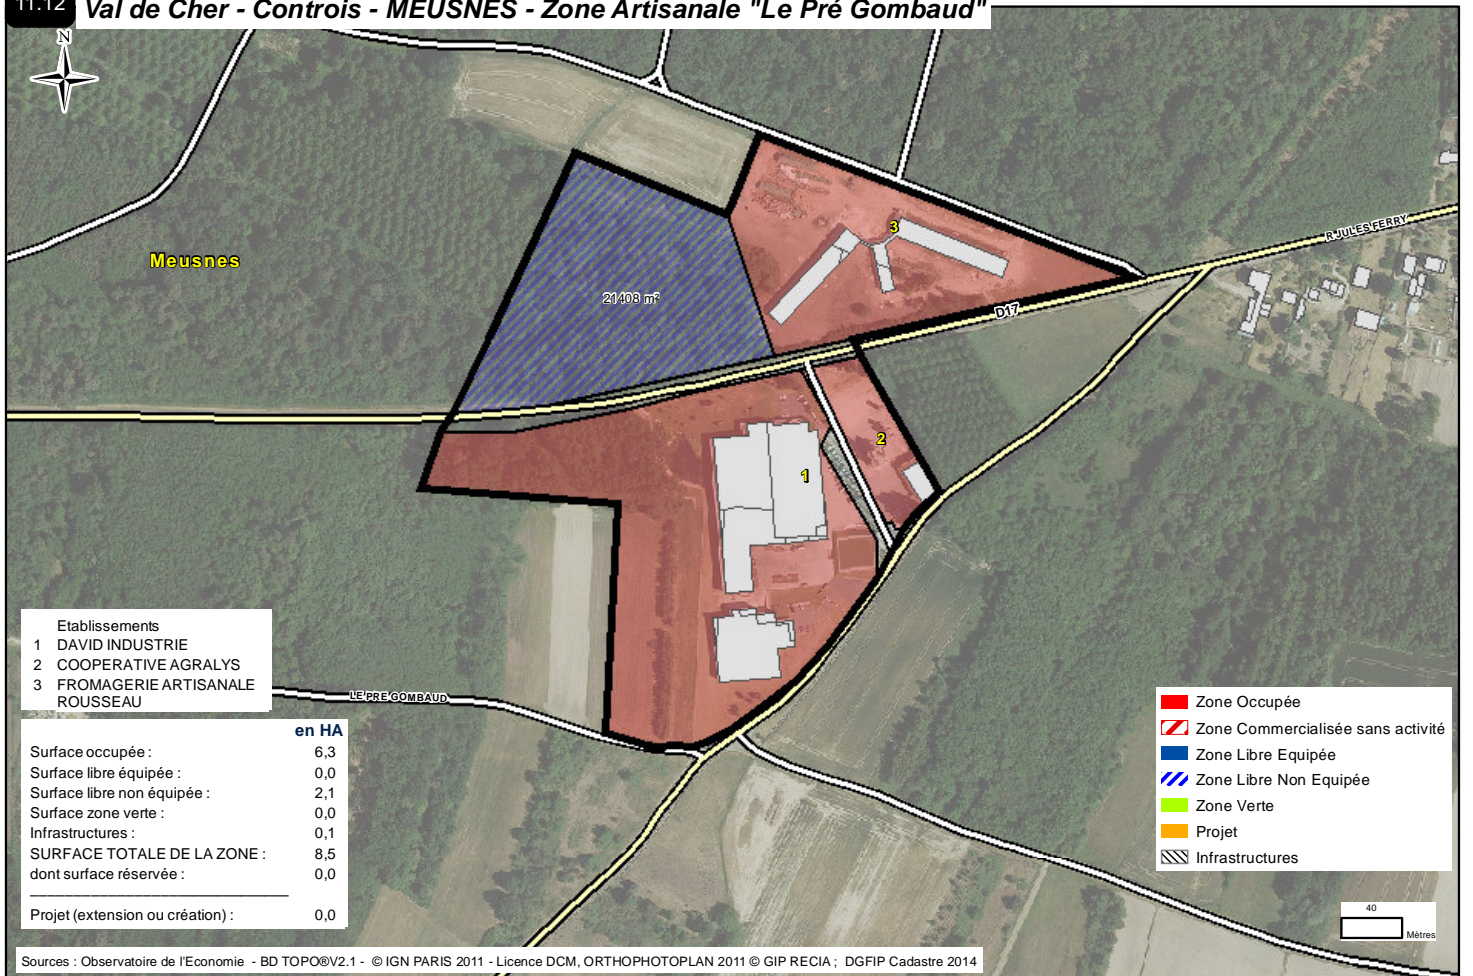 11.12
Val de Cher - Controis - MEUSNES - Zone Artisanale "Le Pré Gombaud"
N
Meusnes
21408 m²
3
R JULES FERRY
D17
2
1
LE PRE GOMBAUD
Etablissements
1 DAVID INDUSTRIE
2 COOPERATIVE AGRALYS
3 FROMAGERIE ARTISANALE
ROUSSEAU
en HA
Surface occupée : 6,3
Surface libre équipée : 0,0
Surface libre non équipée : 2,1
Surface zone verte : 0,0
Infrastructures : 0,1
SURFACE TOTALE DE LA ZONE : 8,5
dont surface réservée : 0,0
Projet (extension ou création) : 0,0
Zone Occupée
Zone Commercialisée sans activité
Zone Libre Equipée
Zone Libre Non Equipée
Zone Verte
Projet
Infrastructures
40
Mètres
Sources : Observatoire de l'Economie - BD TOPO®V2.1 - © IGN PARIS 2011 - Licence DCM, ORTHOPHOTOPLAN 2011 © GIP RECIA ; DGFIP Cadastre 2014